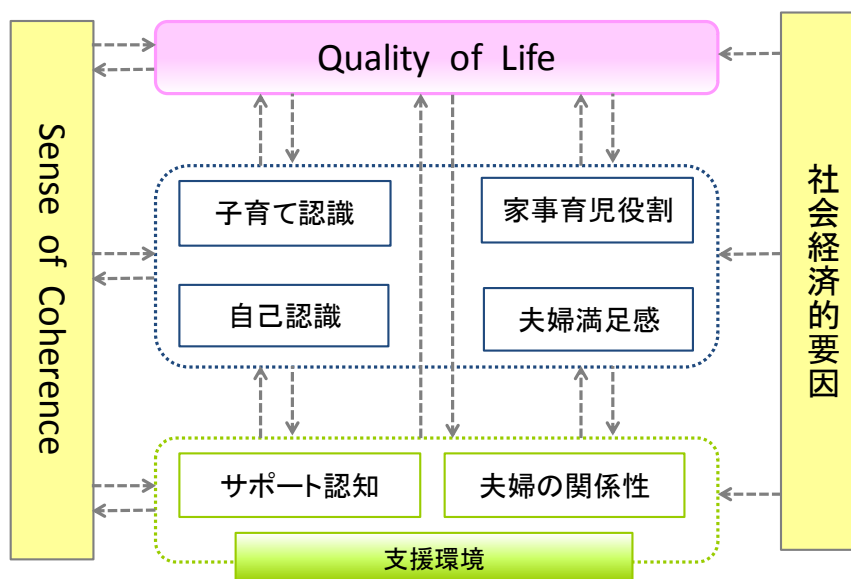 Quality of Life
Sense of Coherence
社会経済的要因
子育て認識
家事育児役割
自己認識
夫婦満足感
サポート認知
夫婦の関係性
支援環境